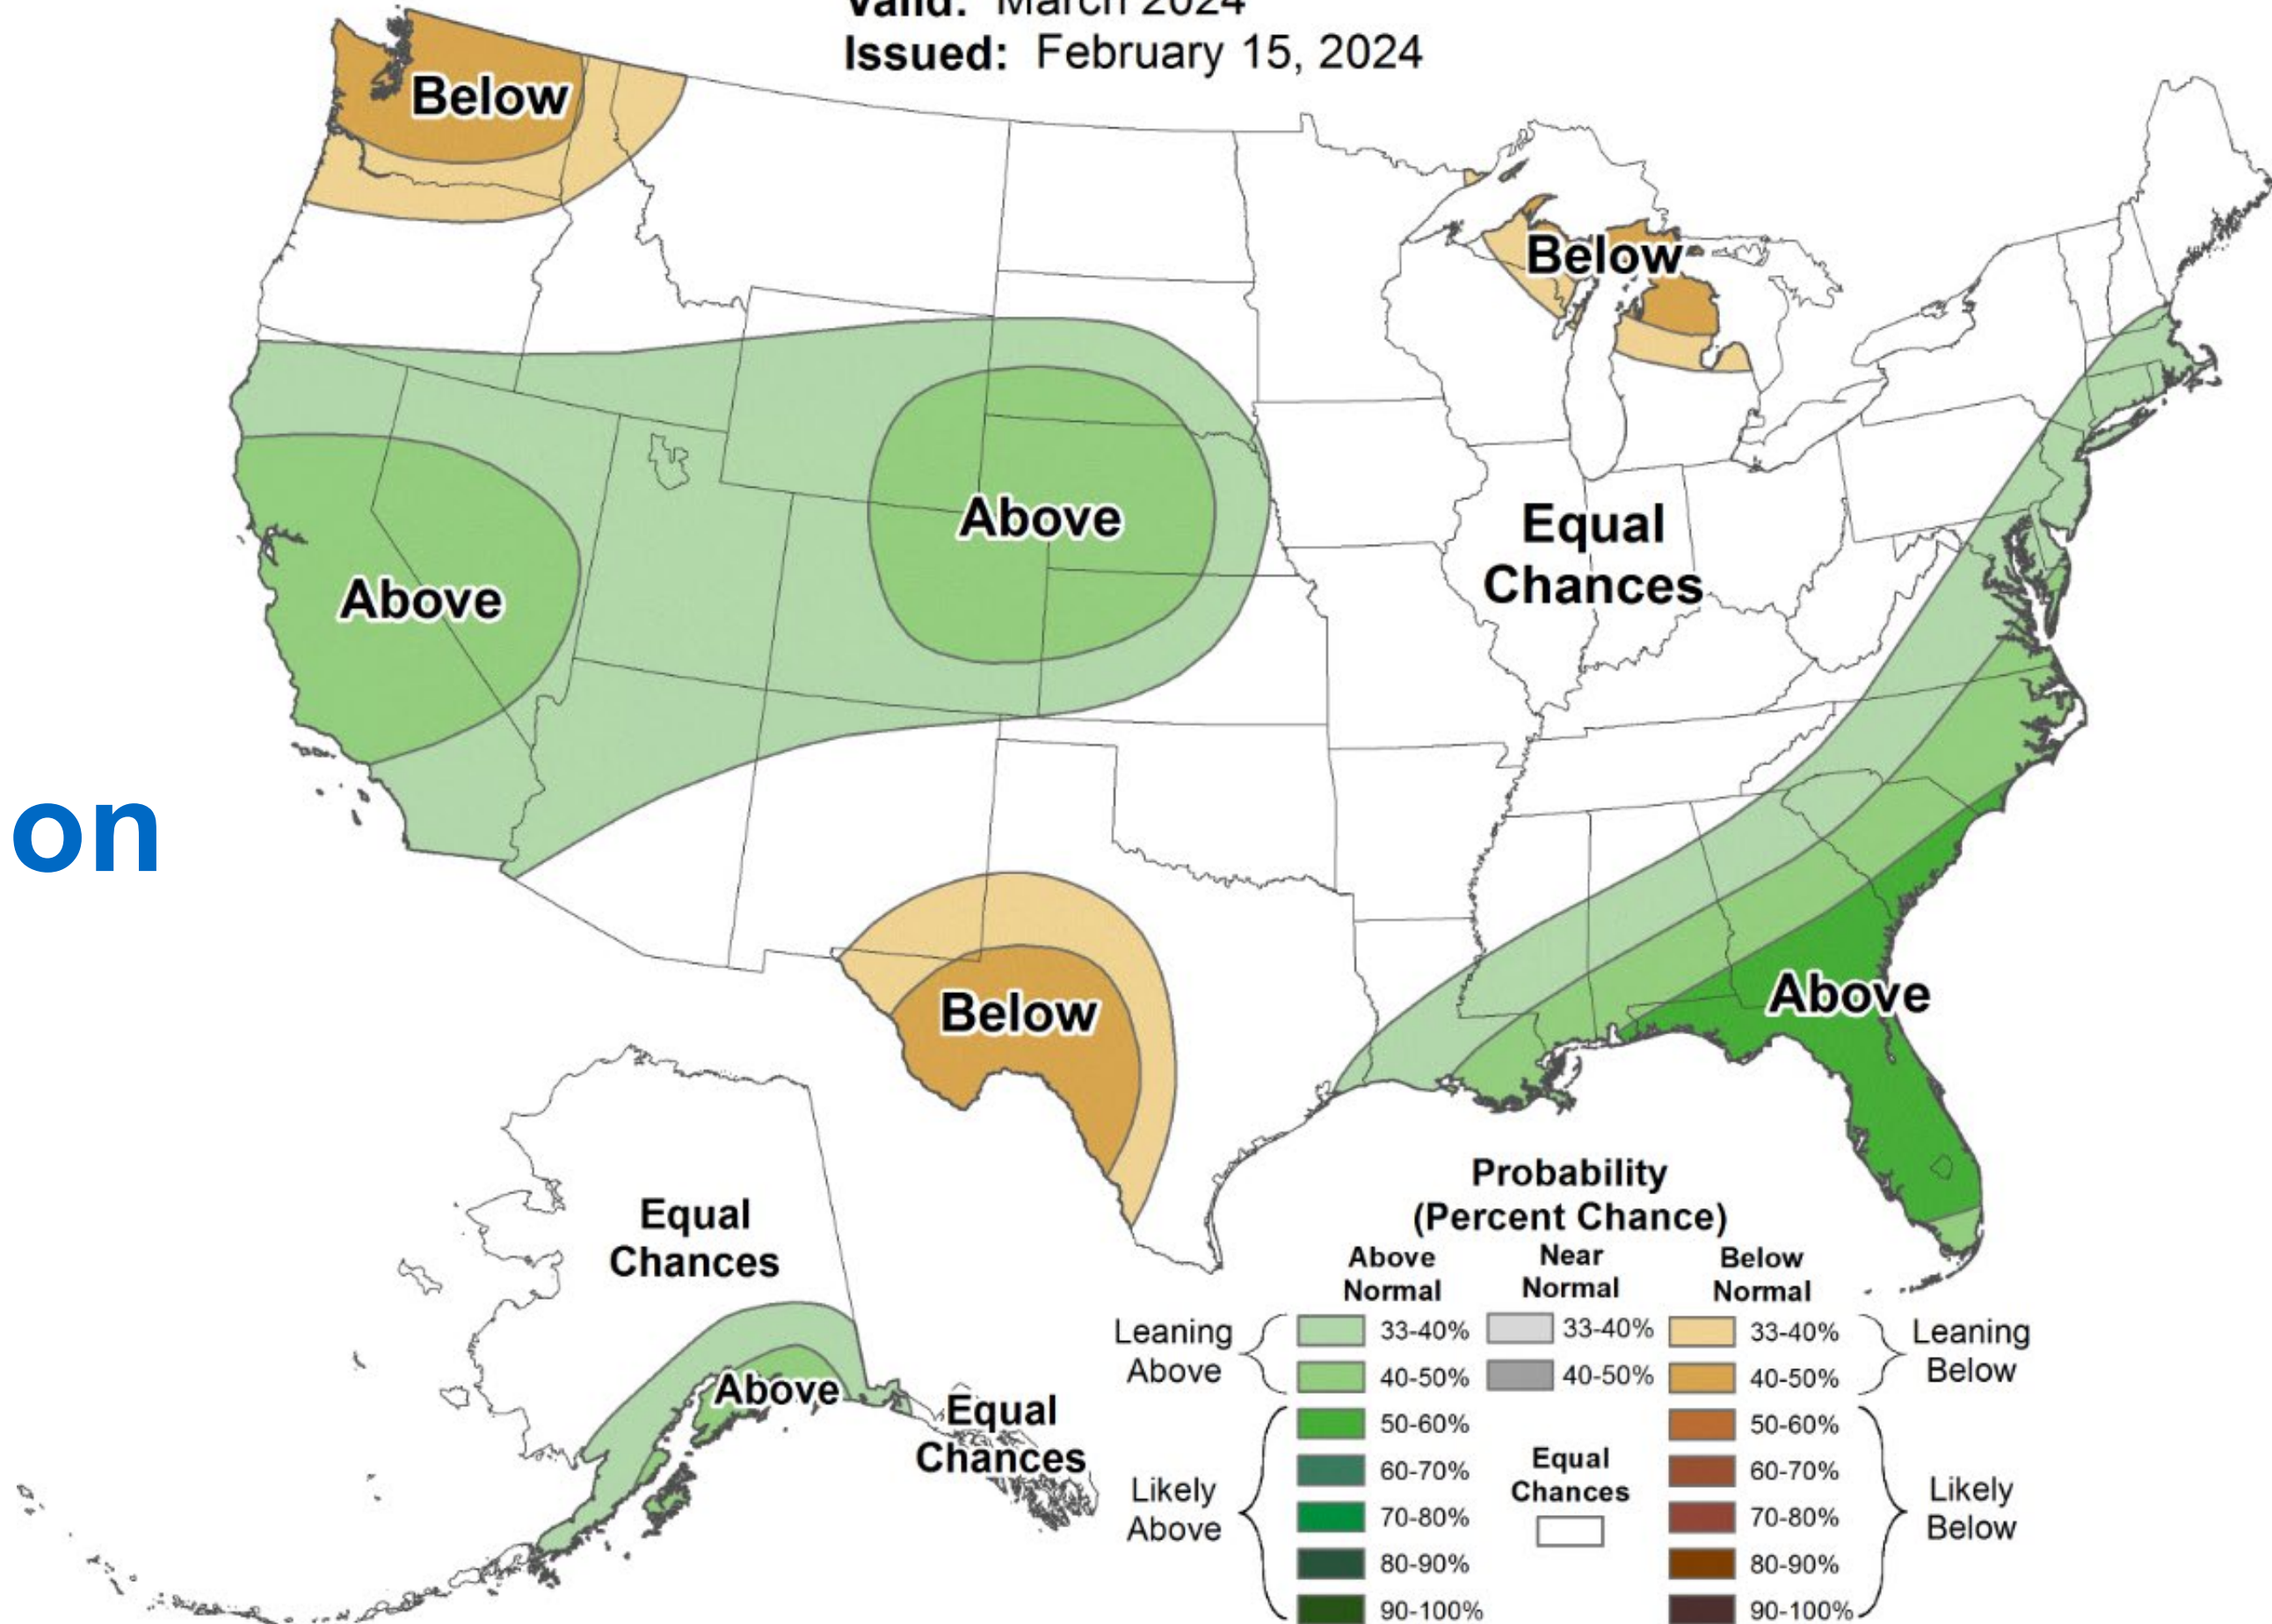 Valid: March 2024
Issued: February 15, 2024
Below
Below
Above
Equal
Chances
Above
on
Above
Below
Equal
Chances
Above
Equal
Chances
Probability
(Percent Chance)
Above
Normal
Near
Normal
Below
Normal
Leaning
Above
33-40%
33-40%
33-40%
Leaning
Below
40-50%
40-50%
40-50%
50-60%
50-60%
Likely
Above
60-70%
Equal
Chances
60-70%
Likely
Below
70-80%
70-80%
80-90%
80-90%
90-100%
90-100%